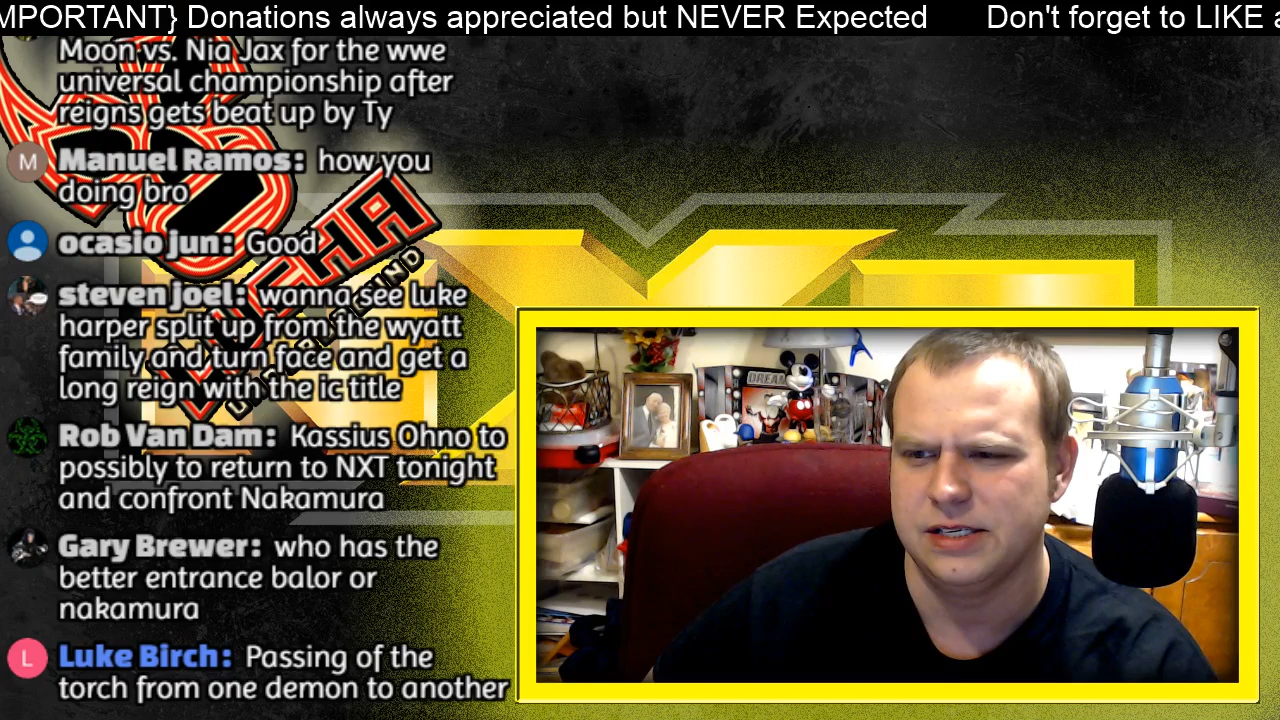 MPORTANT} Donations always appreciated but NEVER Expected Don't forget to LIKE a
Moon vs. Nia Jax for the wwe
universal championship after
reigns gets beat up by Ty
M Manuel Ramos: how you
doing bro
ocasio jun: Good
steven joel: wanna see luke
harper split up from the wyatt
family and turn face and get a
long reign with the ic title
Rob Van Dam: Kassius Ohno to
possibly to return to NXT tonight
and confront Nakamura
Gary Brewer: who has the
better entrance balor or
nakamura
L Luke Birch: Passing of the
torch from one demon to another
DREAM